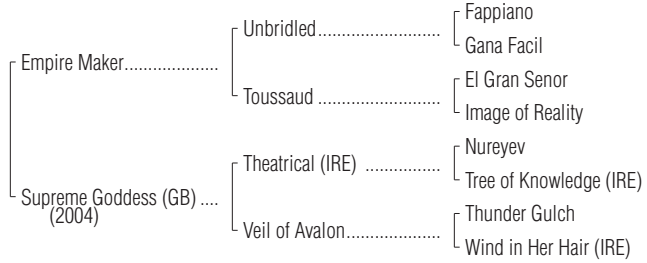 Fappiano
Unbridled......................
Gana Facil
Empire Maker....................
El Gran Senor
Toussaud ......................
Image of Reality
Nureyev
Theatrical (IRE) ..............
Tree of Knowledge (IRE)
Supreme Goddess (GB) ....
(2004)
Thunder Gulch
Veil of Avalon.................
Wind in Her Hair (IRE)